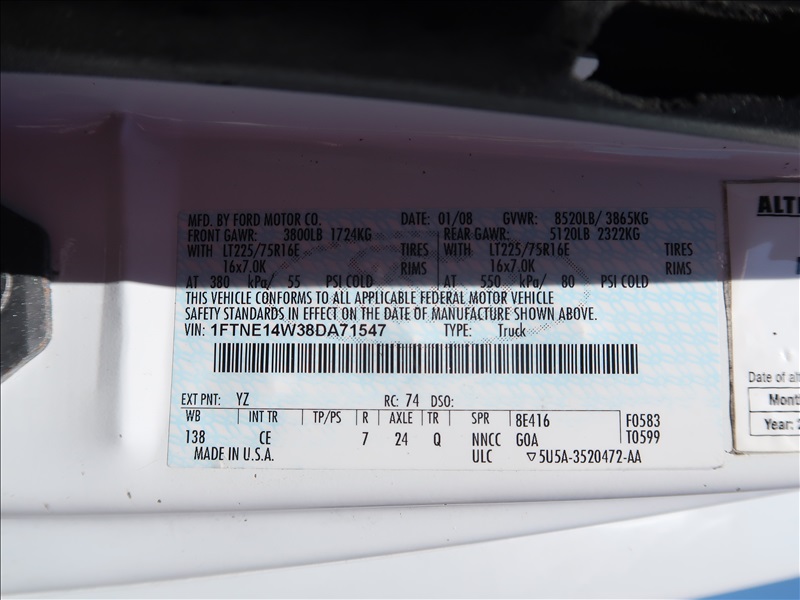 MFD. BY FORD MOTOR CO. DATE: 01/08 GVWR: 8520LB/ 3865KG
FRONT GAWR: 3800LB 1724KG REAR GAWR: 5120LB 2322KG
WITH LT225/75R16E TIRES WITH LT225/75R16E TIRES
16x7.0K RIMS 16x7.0K RIMS
AT 380 kPa/ 55 PSI COLD AT 550 kPa/ 80 PSI COLD
THIS VEHICLE CONFORMS TO ALL APPLICABLE FEDERAL MOTOR VEHICLE
SAFETY STANDARDS IN EFFECT ON THE DATE OF MANUFACTURE SHOWN ABOVE.
VIN: 1FTNE14W38DA71547 TYPE: Truck
EXT PNT: YZ RC: 74 DSO:
WB INT TR TP/PS R AXLE TR SPR 8E416 F0583
138 CE 7 24 Q NNCC GOA T0599
MADE IN U.S.A. ULC ▽5U5A-3520472-AA
Date of
Year: